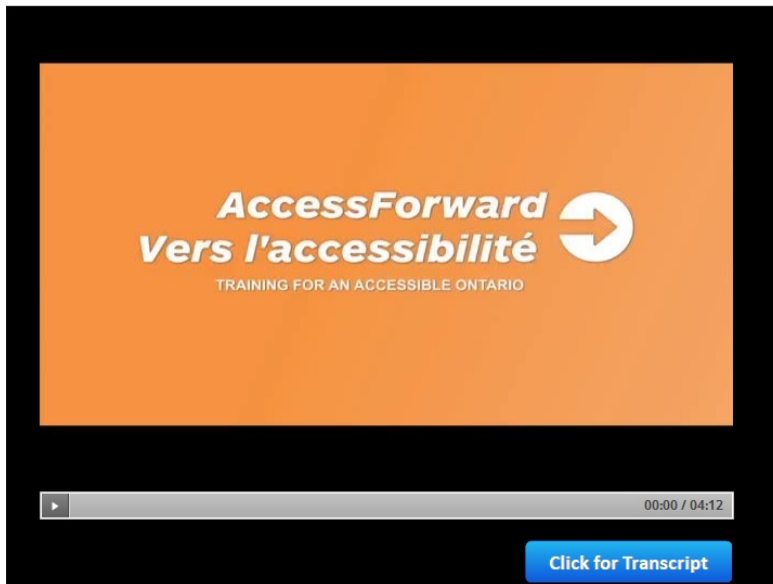 AccessForward
Vers l'accessibilité
TRAINING FOR AN ACCESSIBLE ONTARIO
00:00 / 04:12
Click for Transcript